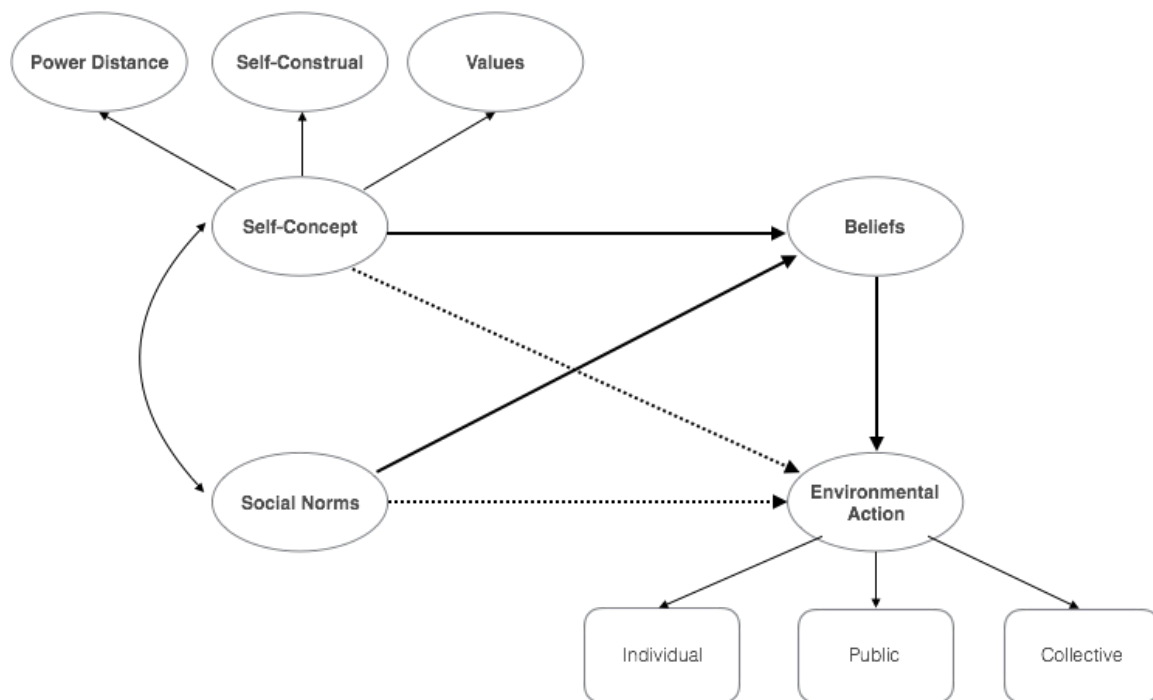 Power Distance
Self-Construal
Values
Self-Concept
Beliefs
Social Norms
Environmental
Action
Individual
Public
Collective